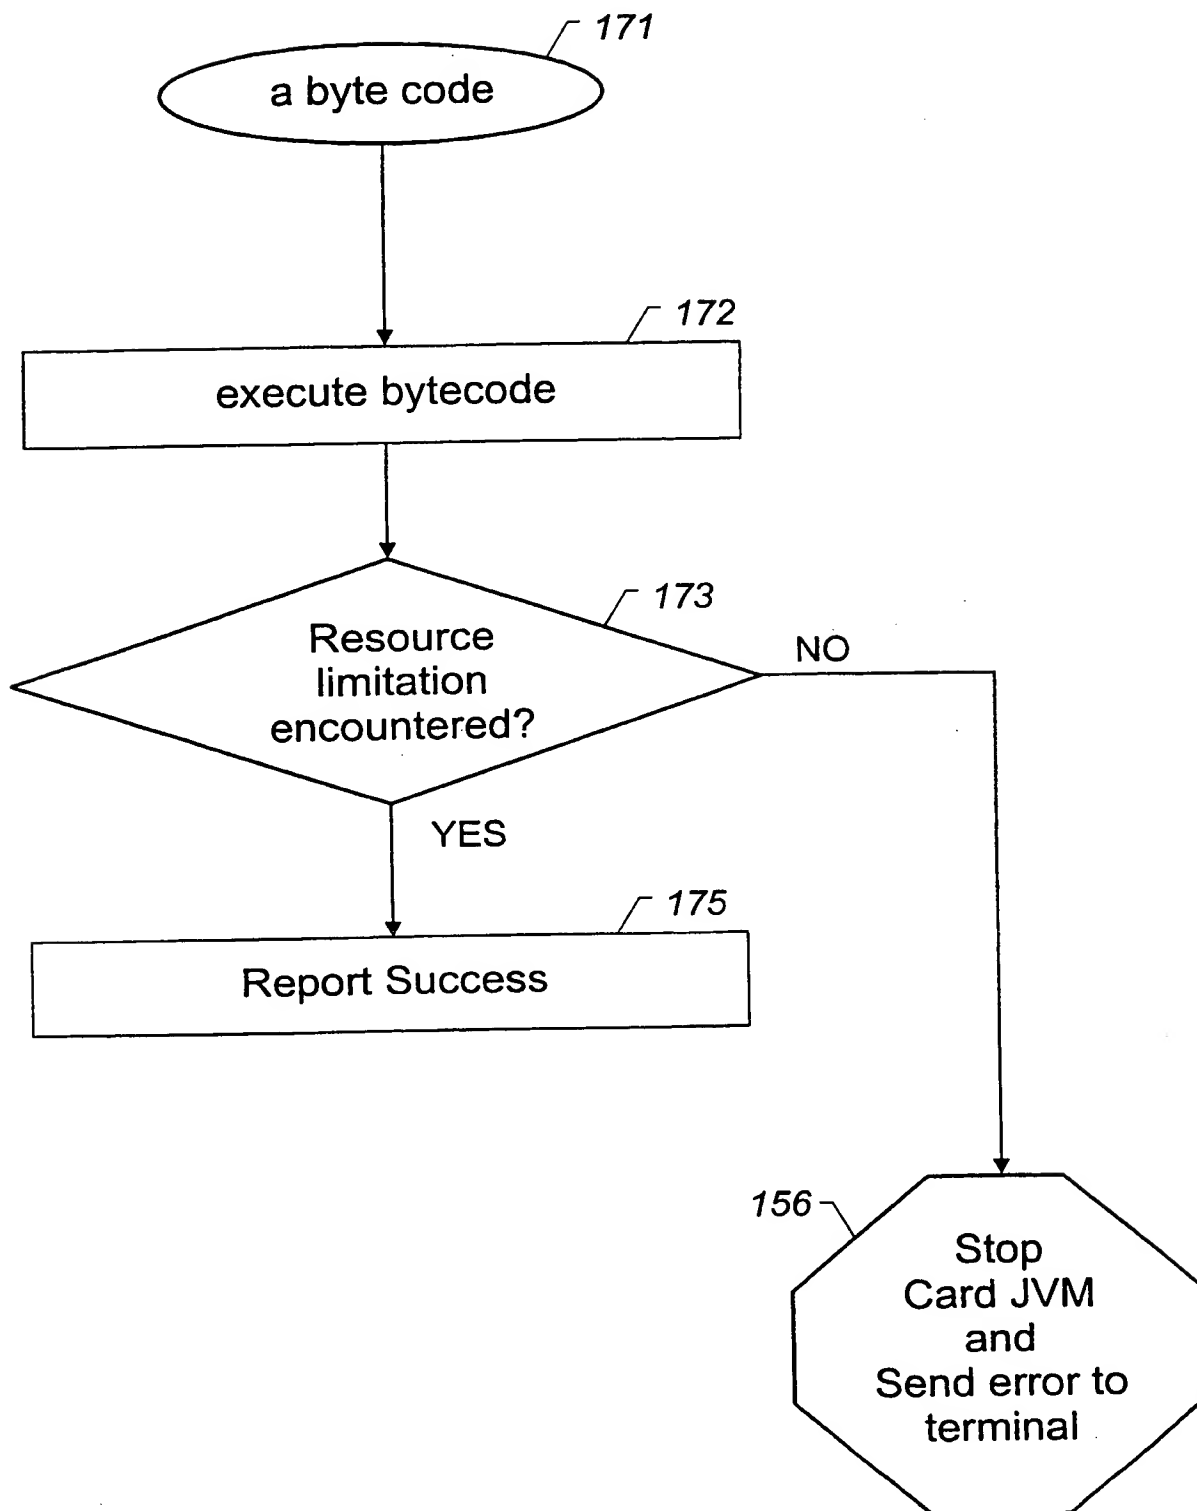 171
a byte code
172
execute bytecode
173
Resource
limitation
encountered?
NO
YES
175
Report Success
156
Stop
Card JVM
and
Send error to
terminal